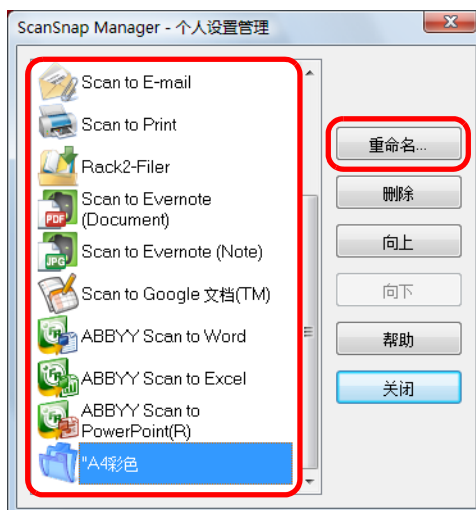 ScanSnap Manager - 个人设置管理
Scan to E-mail
Scan to Print
Rack2-Filer
Scan to Evernote
(Document)
Scan to Evernote (Note)
Scan to Google 文档(TM)
ABBYY Scan to Word
ABBYY Scan to Excel
ABBYY Scan to
PowerPoint(R)
"A4彩色
重命名...
删除
向上
向下
帮助
关闭
PDF
JPG